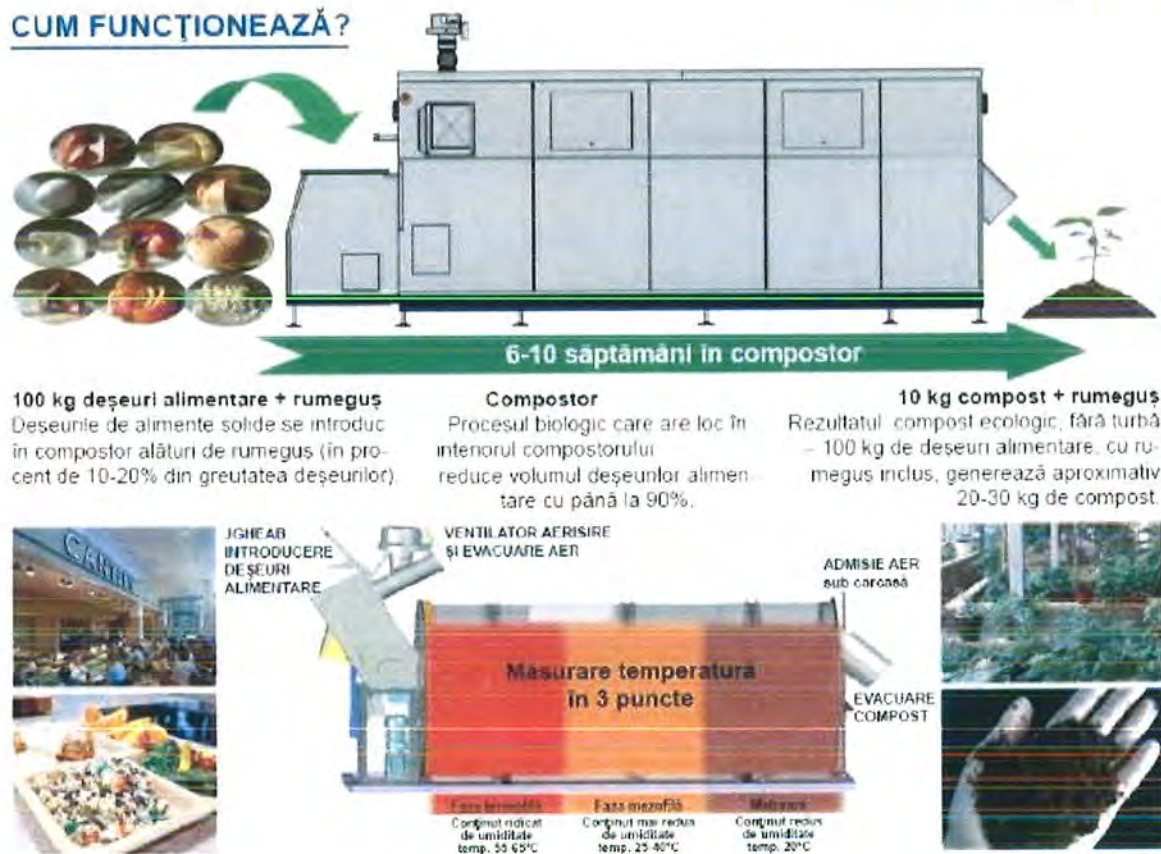 CUM FUNCŢIONEAZĂ?
6-10 săptămâni în compostor
100 kg deşeuri alimentare + rumeguş
Deşeurile de alimente solide se introduc
în compostor alături de rumeguş (în pro-
cent de 10-20% din greutatea deşeurilor)
Compostor
Procesul biologic care are loc în
interiorul compostorului
reduce volumul deşeurilor alimen-
tare cu până la 90%.
10 kg compost + rumeguş
Rezultatul compost ecologic, fără turbă
– 100 kg de deşeuri alimentare, cu ru-
meguş inclus, generează aproximativ
20-30 kg de compost.
JGHEAB
INTRODUCERE
DEŞEURI
ALIMENTARE
VENTILATOR AERISIRE
ŞI EVACUARE AER
ADMISIE AER
sub carcasă
Măsurare temperatura
în 3 puncte
EVACUARE
COMPOST
Faza termofilă
Conţinut ridicat
de umiditate
temp. 55-65°C
Faza mezofilă
Conţinut mai redus
de umiditate
temp. 25-40°C
Maturare
Conţinut redus
de umiditate
temp. 20°C